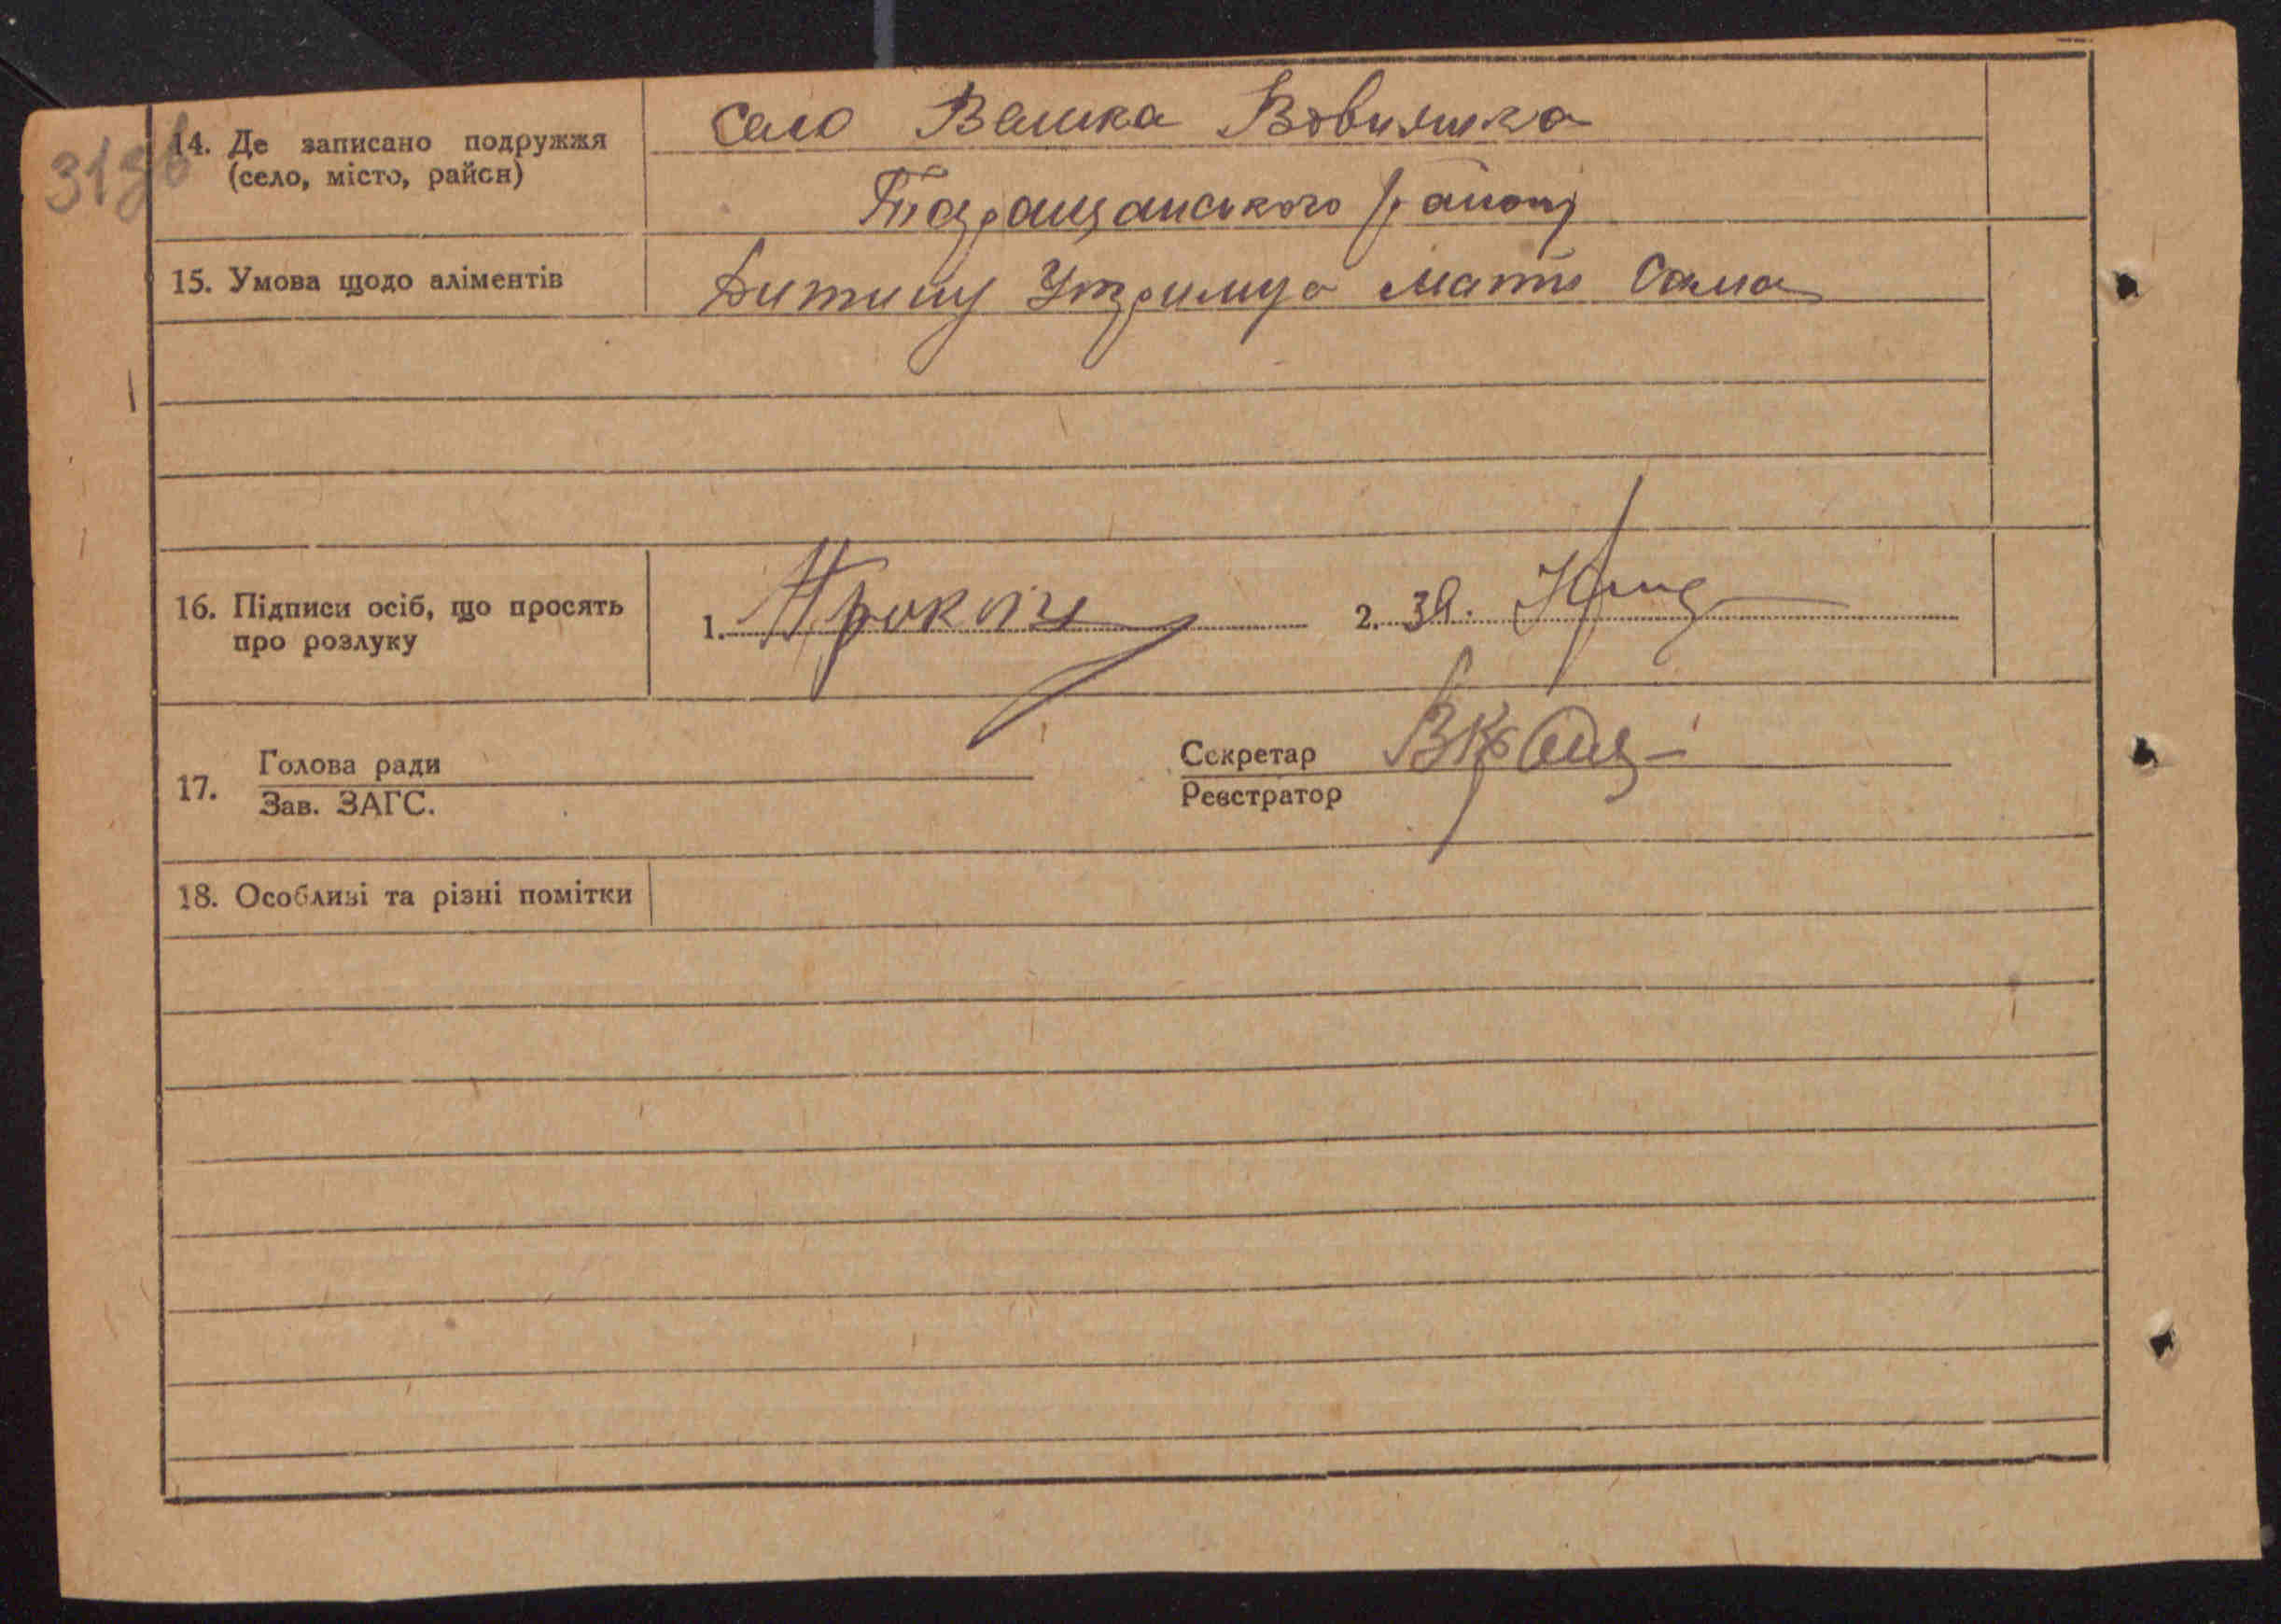 31зв
14. Де записано подружжя
(село, місто, район)
село Велика Вовнянка
Таращанського району
15. Умова щодо аліментів
Дитину Утримує мати Сама
16. Підписи осіб, що просять
про розлуку
1.
2. за.
17.
Голова ради
Зав. ЗАГС.
Секретар
Реєстратор
18. Особливі та різні помітки